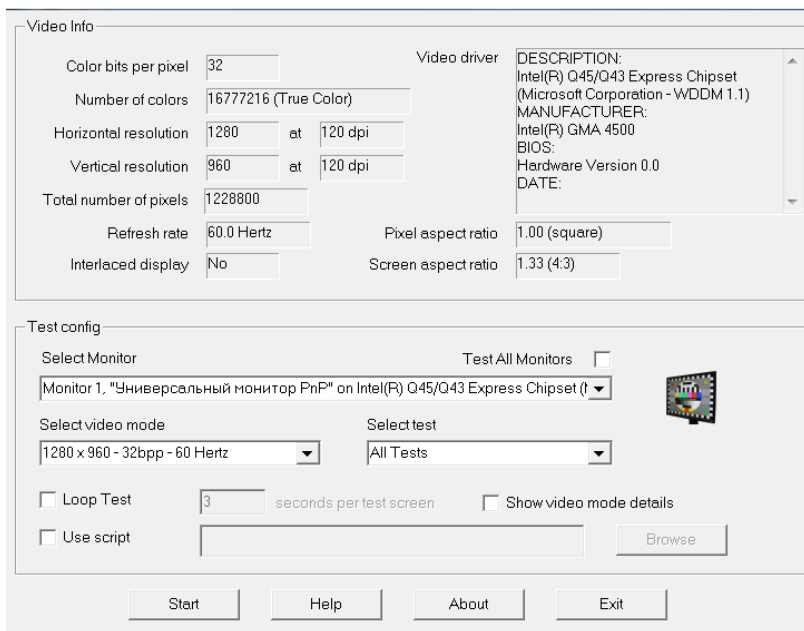 Video Info
Color bits per pixel 32
Number of colors 16777216 (True Color)
Horizontal resolution 1280 at 120 dpi
Vertical resolution 960 at 120 dpi
Total number of pixels 1228800
Refresh rate 60.0 Hertz
Interlaced display No
Video driver
DESCRIPTION:
Intel(R) Q45/Q43 Express Chipset
(Microsoft Corporation - WDDM 1.1)
MANUFACTURER:
Intel(R) GMA 4500
BIOS:
Hardware Version 0.0
DATE:
Pixel aspect ratio 1.00 (square)
Screen aspect ratio 1.33 (4:3)
Test config
Select Monitor Test All Monitors
Monitor 1, "Универсальный монитор PnP" on Intel(R) Q45/Q43 Express Chipset (
Select video mode Select test
1280 x 960 - 32bpp - 60 Hertz All Tests
Loop Test 3 seconds per test screen Show video mode details
Use script Browse
Start Help About Exit